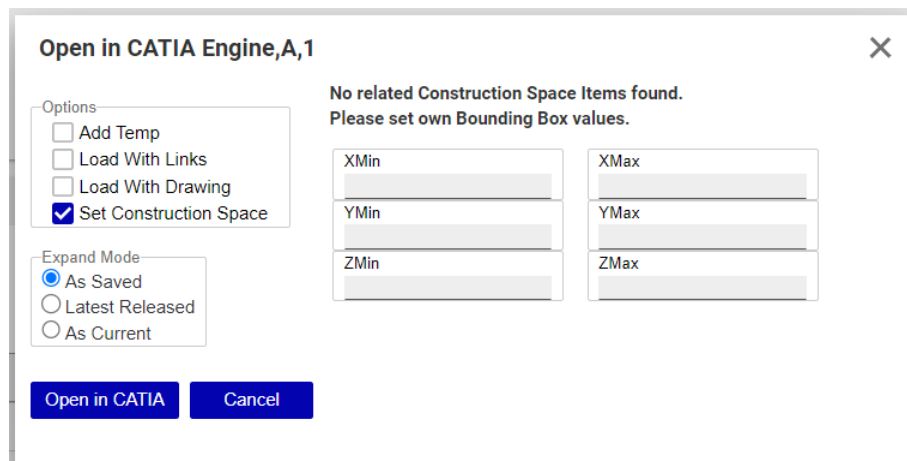 Open in CATIA Engine,A,1
Options
Add Temp
Load With Links
Load With Drawing
Set Construction Space
Expand Mode
As Saved
Latest Released
As Current
No related Construction Space Items found.
Please set own Bounding Box values.
XMin
XMax
YMin
YMax
ZMin
ZMax
Open in CATIA
Cancel